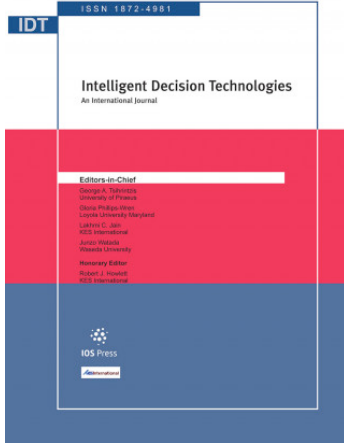 ISSN 1872-4981
IDT
Intelligent Decision Technologies
An International Journal
Editors-in-Chief
George A. Tsihrintzis
University of Piraeus
Gloria Phillips-Wren
Loyola University Maryland
Lakhmi C. Jain
KES International
Junzo Watada
Waseda University
Honorary Editor
Robert J. Howlett
KES International
IOS Press
International